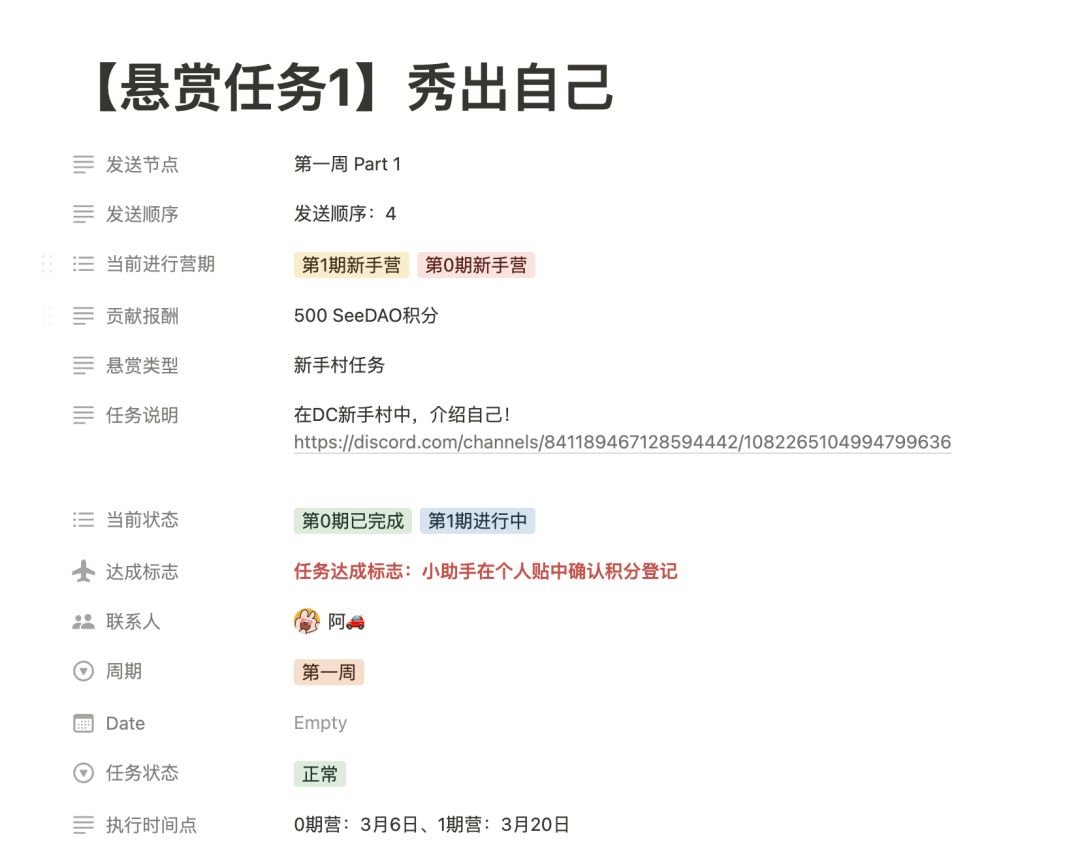 【悬赏任务1】秀出自己
发送节点 第一周 Part 1
发送顺序 发送顺序：4
当前进行营期 第1期新手营 第0期新手营
贡献报酬 500 SeeDAO积分
悬赏类型 新手村任务
任务说明 在DC新手村中，介绍自己！
https://discord.com/channels/841189467128594442/1082265104994799636
当前状态 第0期已完成 第1期进行中
达成标志 任务达成标志：小助手在个人贴中确认积分登记
联系人 阿🚗
周期 第一周
Date Empty
任务状态 正常
执行时间点 0期营：3月6日、1期营：3月20日